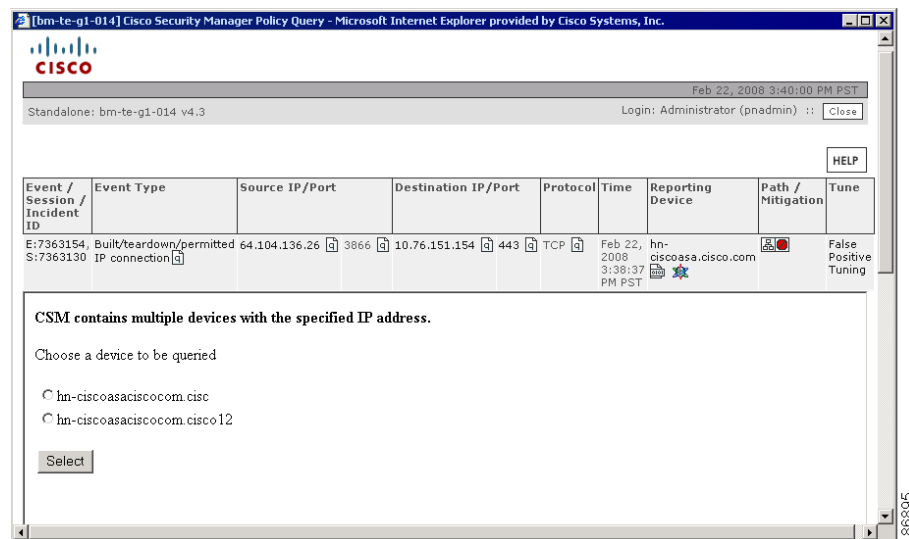 [bm-te-g1-014] Cisco Security Manager Policy Query - Microsoft Internet Explorer provided by Cisco Systems, Inc.
CISCO
Feb 22, 2008 3:40:00 PM PST
Standalone: bm-te-g1-014 v4.3
Login: Administrator (pnadmin) :: Close
HELP
Event / Session / Incident ID
Event Type
Source IP/Port
Destination IP/Port
Protocol
Time
Reporting Device
Path / Mitigation
Tune
E:7363154, S:7363130
Built/teardown/permitted IP connection q
64.104.136.26 q 3866 q
10.76.151.154 q 443 q
TCP q
Feb 22, 2008 3:38:37 PM PST
hn-ciscoasa.cisco.com
False Positive Tuning
CSM contains multiple devices with the specified IP address.
Choose a device to be queried
hn-ciscoasaciscocom.cisc
hn-ciscoasaciscocom.cisco12
Select
86895